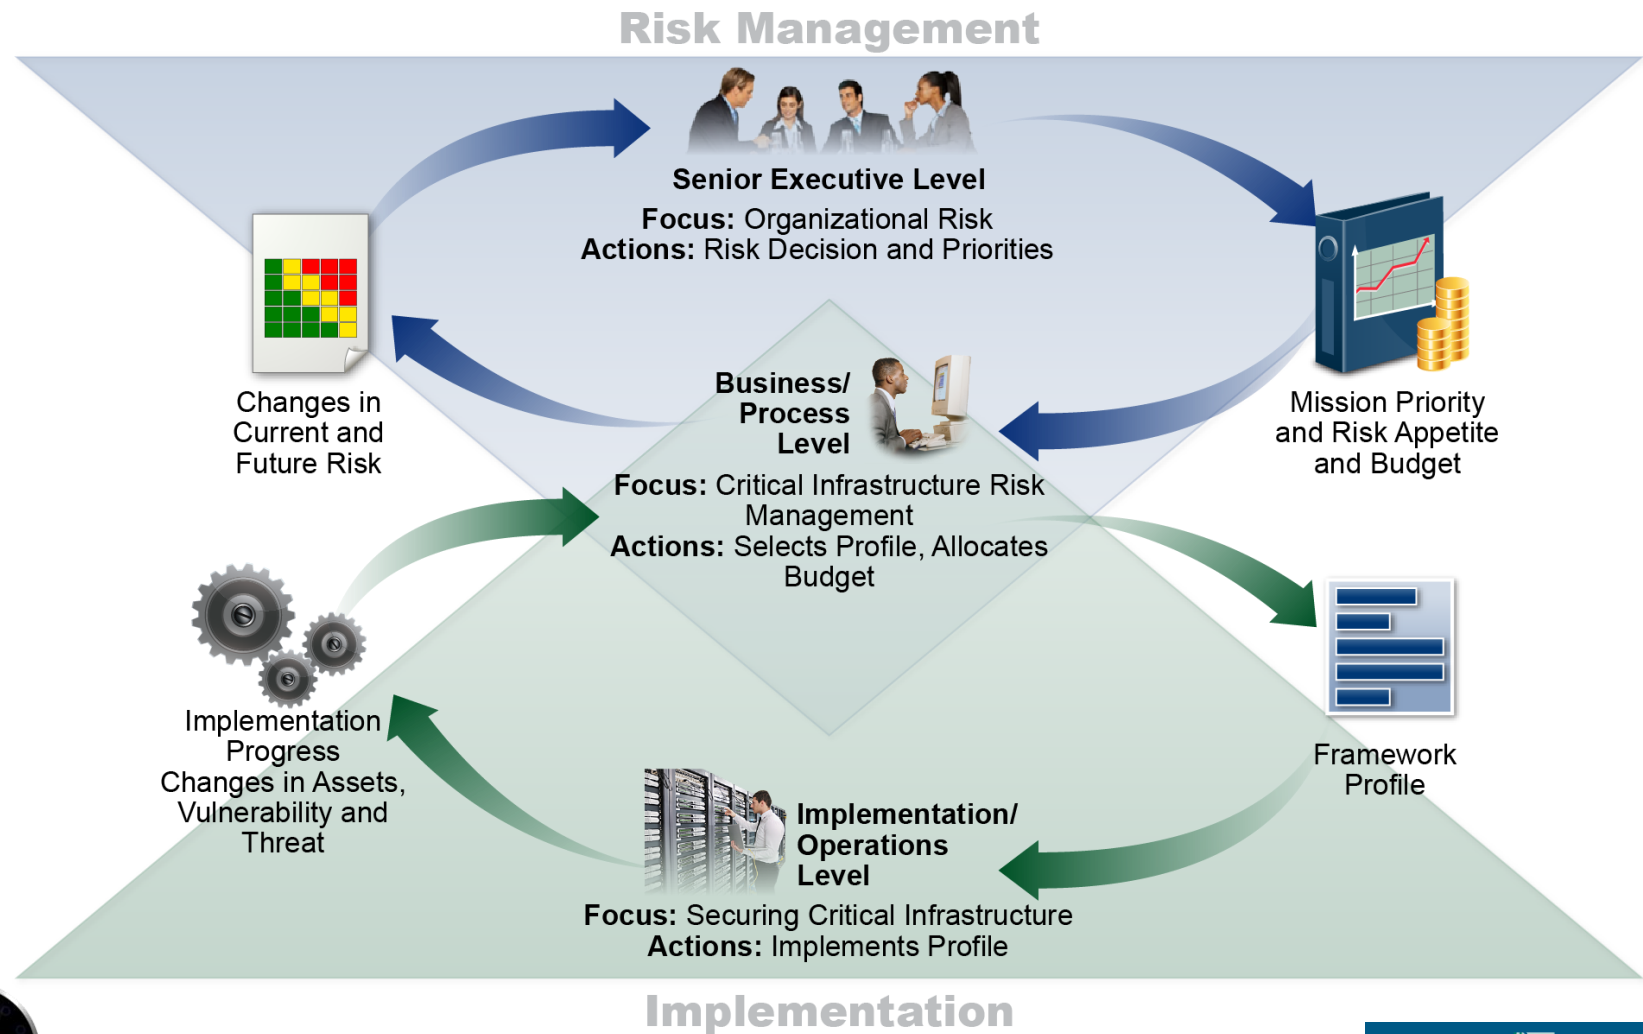 Risk Management
Senior Executive Level
Focus: Organizational Risk
Actions: Risk Decision and Priorities
Changes in
Current and
Future Risk
Mission Priority
and Risk Appetite
and Budget
Business/
Process
Level
Focus: Critical Infrastructure Risk
Management
Actions: Selects Profile, Allocates
Budget
Implementation
Progress
Changes in Assets,
Vulnerability and
Threat
Framework
Profile
Implementation/
Operations
Level
Focus: Securing Critical Infrastructure
Actions: Implements Profile
Implementation